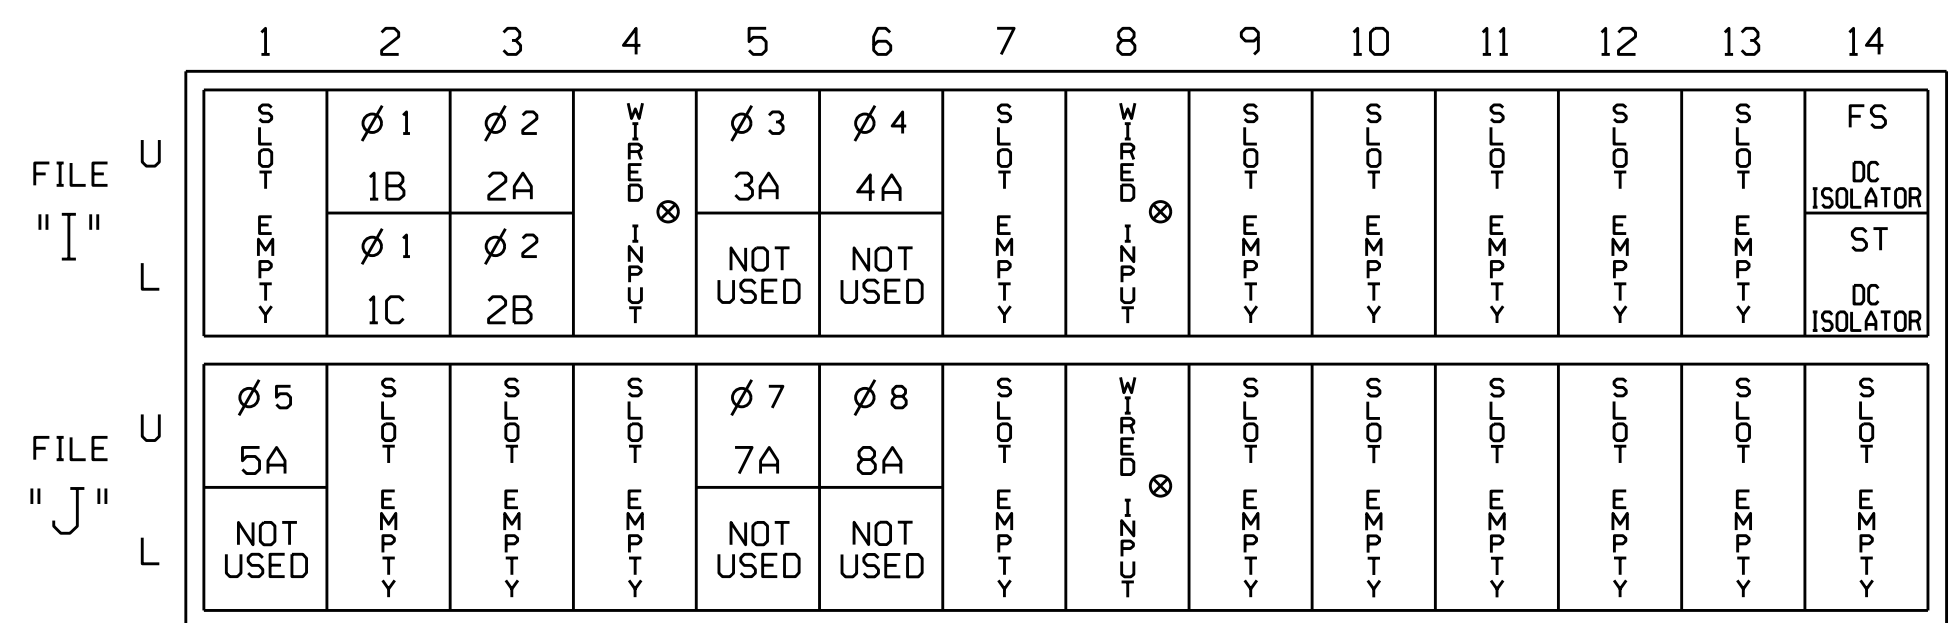 1 2 3 4 5 6 7 8 9 10 11 12 13 14
FILE "I"
U
L
SLOT EMPTY
Ø 1
1B
Ø 1
1C
Ø 2
2A
Ø 2
2B
WIRED INPUT
Ø 3
3A
NOT
USED
Ø 4
4A
NOT
USED
SLOT EMPTY
WIRED INPUT
SLOT EMPTY
SLOT EMPTY
SLOT EMPTY
SLOT EMPTY
SLOT EMPTY
FS
DC
ISOLATOR
ST
DC
ISOLATOR
FILE "J"
U
L
Ø 5
5A
NOT
USED
SLOT EMPTY
SLOT EMPTY
SLOT EMPTY
Ø 7
7A
NOT
USED
Ø 8
8A
NOT
USED
SLOT EMPTY
WIRED INPUT
SLOT EMPTY
SLOT EMPTY
SLOT EMPTY
SLOT EMPTY
SLOT EMPTY
SLOT EMPTY